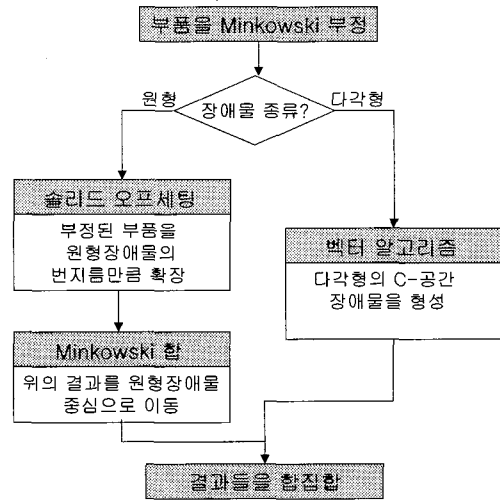 부품을 Minkowski 부정
장애물 종류?
원형
다각형
솔리드 오프세팅
부정된 부품을
원형장애물의
번지름만큼 확장
벡터 알고리즘
다각형의 C-공간
장애물을 형성
Minkowski 합
위의 결과를 원형장애물
중심으로 이동
결과들을 합집합